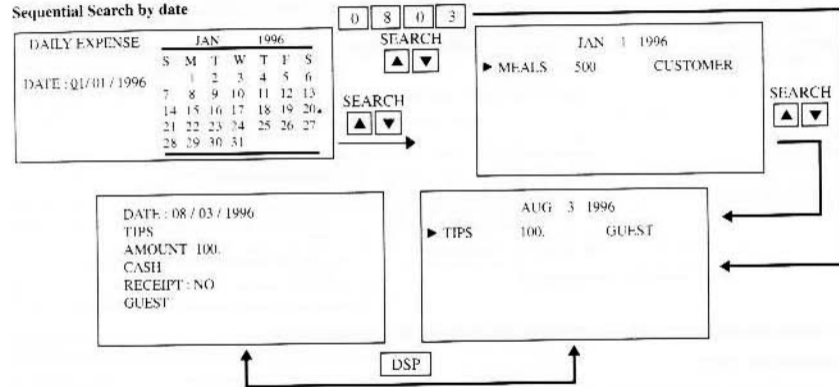 Sequential Search by date
0 8 0 3
SEARCH
▲ ▼
DAILY EXPENSE
DATE : 01/01/1996
JAN 1996
S M T W T F S
1 2 3 4 5 6
7 8 9 10 11 12 13
14 15 16 17 18 19 20
21 22 23 24 25 26 27
28 29 30 31
SEARCH
▲ ▼
JAN 1 1996
▶ MEALS 500 CUSTOMER
SEARCH
▲ ▼
DATE : 08 / 03 / 1996
TIPS
AMOUNT 100.
CASH
RECEIPT : NO
GUEST
AUG 3 1996
▶ TIPS 100. GUEST
DSP